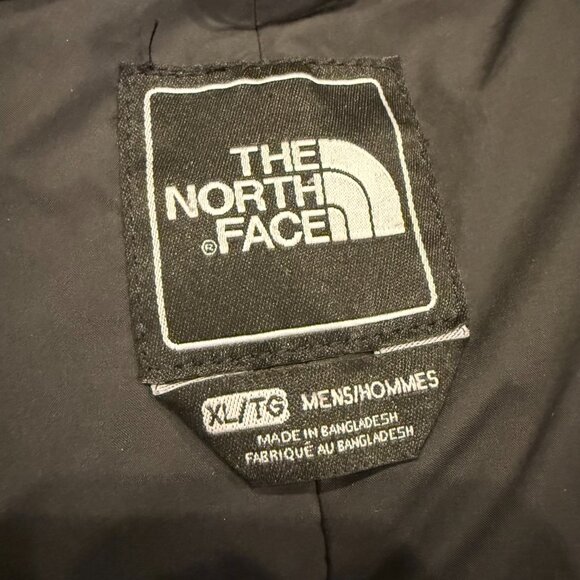 THE
NORTH
®FACE
XL/TG MENS/HOMMES
MADE IN BANGLADESH
FABRIQUÉ AU BANGLADESH